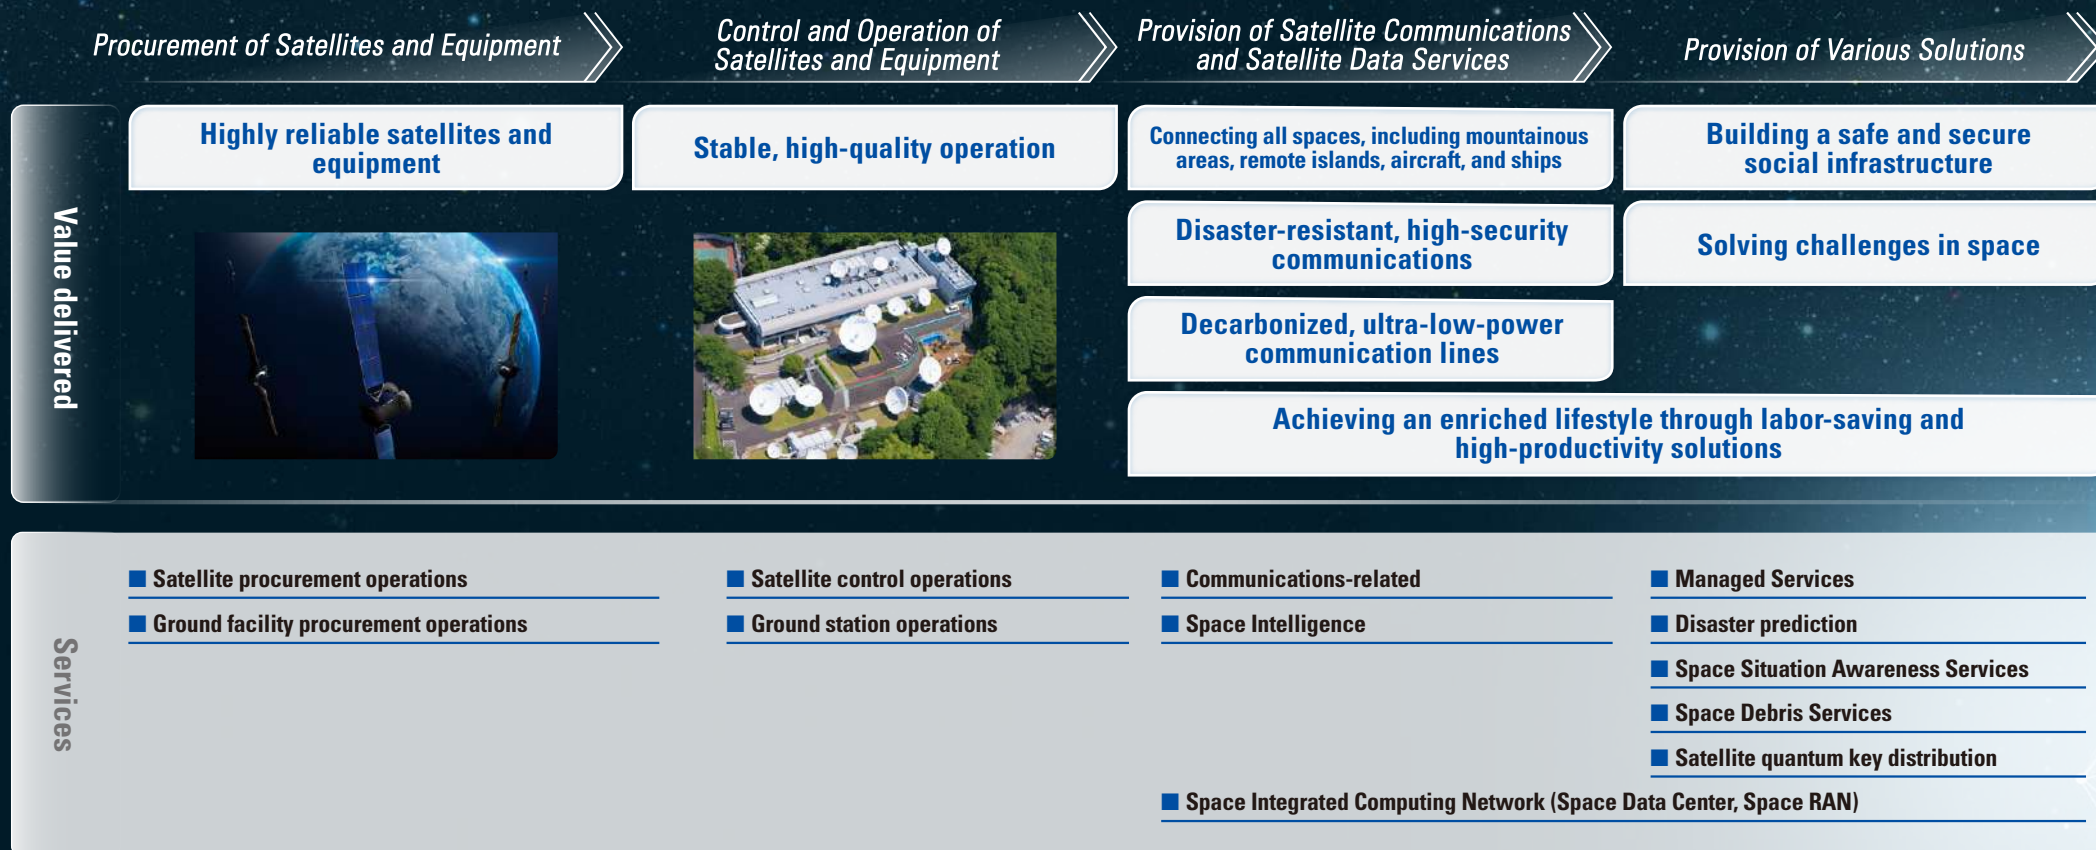 Procurement of Satellites and Equipment
Control and Operation of
Satellites and Equipment
Provision of Satellite Communications
and Satellite Data Services
Provision of Various Solutions
Value delivered
Highly reliable satellites and
equipment
Stable, high-quality operation
Connecting all spaces, including mountainous
areas, remote islands, aircraft, and ships
Building a safe and secure
social infrastructure
Disaster-resistant, high-security
communications
Solving challenges in space
Decarbonized, ultra-low-power
communication lines
Achieving an enriched lifestyle through labor-saving and
high-productivity solutions
Services
■ Satellite procurement operations
■ Ground facility procurement operations
■ Satellite control operations
■ Ground station operations
■ Communications-related
■ Space Intelligence
■ Managed Services
■ Disaster prediction
■ Space Situation Awareness Services
■ Space Debris Services
■ Satellite quantum key distribution
■ Space Integrated Computing Network (Space Data Center, Space RAN)